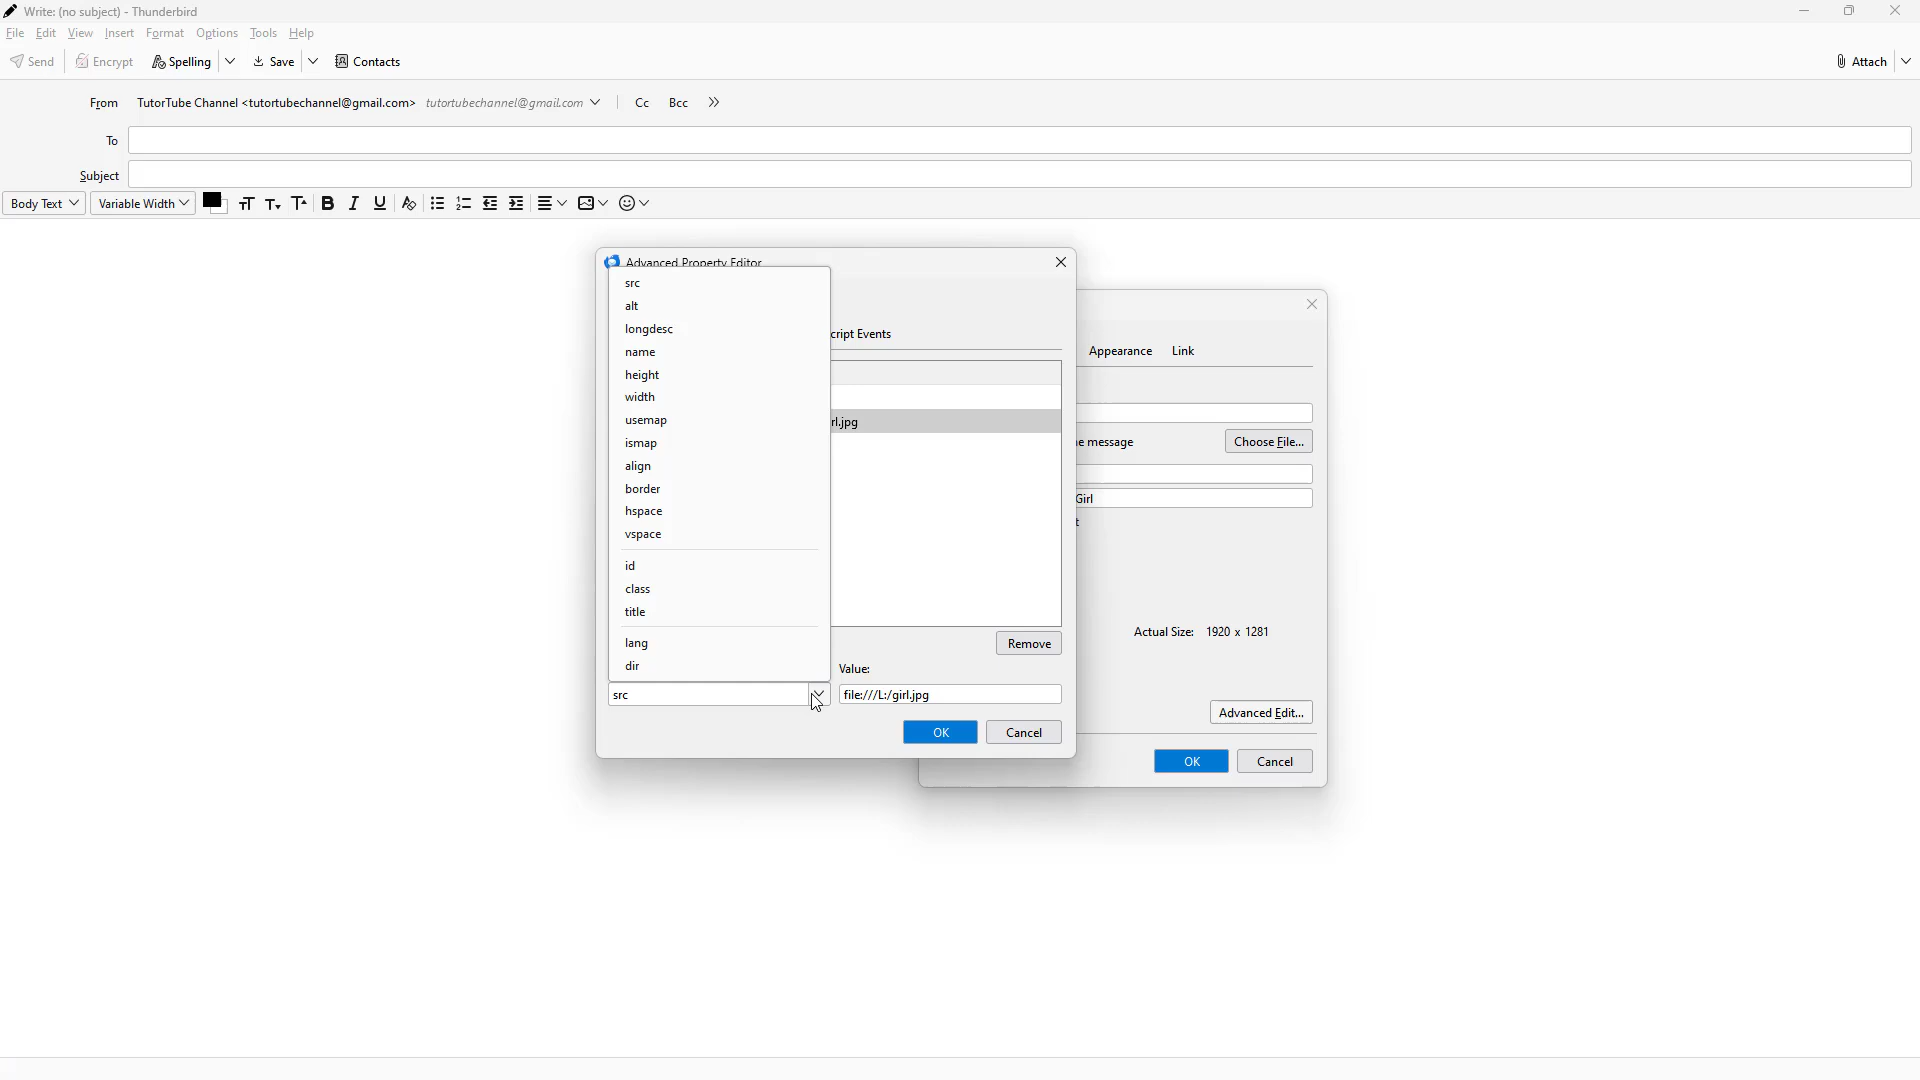 Write: (no subject) - Thunderbird
File Edit View Insert Format Options Tools Help
Send Encrypt Spelling Save Contacts Attach
From TutorTube Channel <tutortubechannel@gmail.com> tutortubechannel@gmail.com Cc Bcc
To
Subject
Body Text Variable Width
Advanced Property Editor
src
alt
longdesc
name
height
width
usemap
ismap
align
border
hspace
vspace
id
class
title
lang
dir
src
cript Events
rl.jpg
Remove
Value:
file:///L:/girl.jpg
OK Cancel
Appearance Link
e message Choose File...
Girl
t
Actual Size: 1920 x 1281
Advanced Edit...
OK Cancel